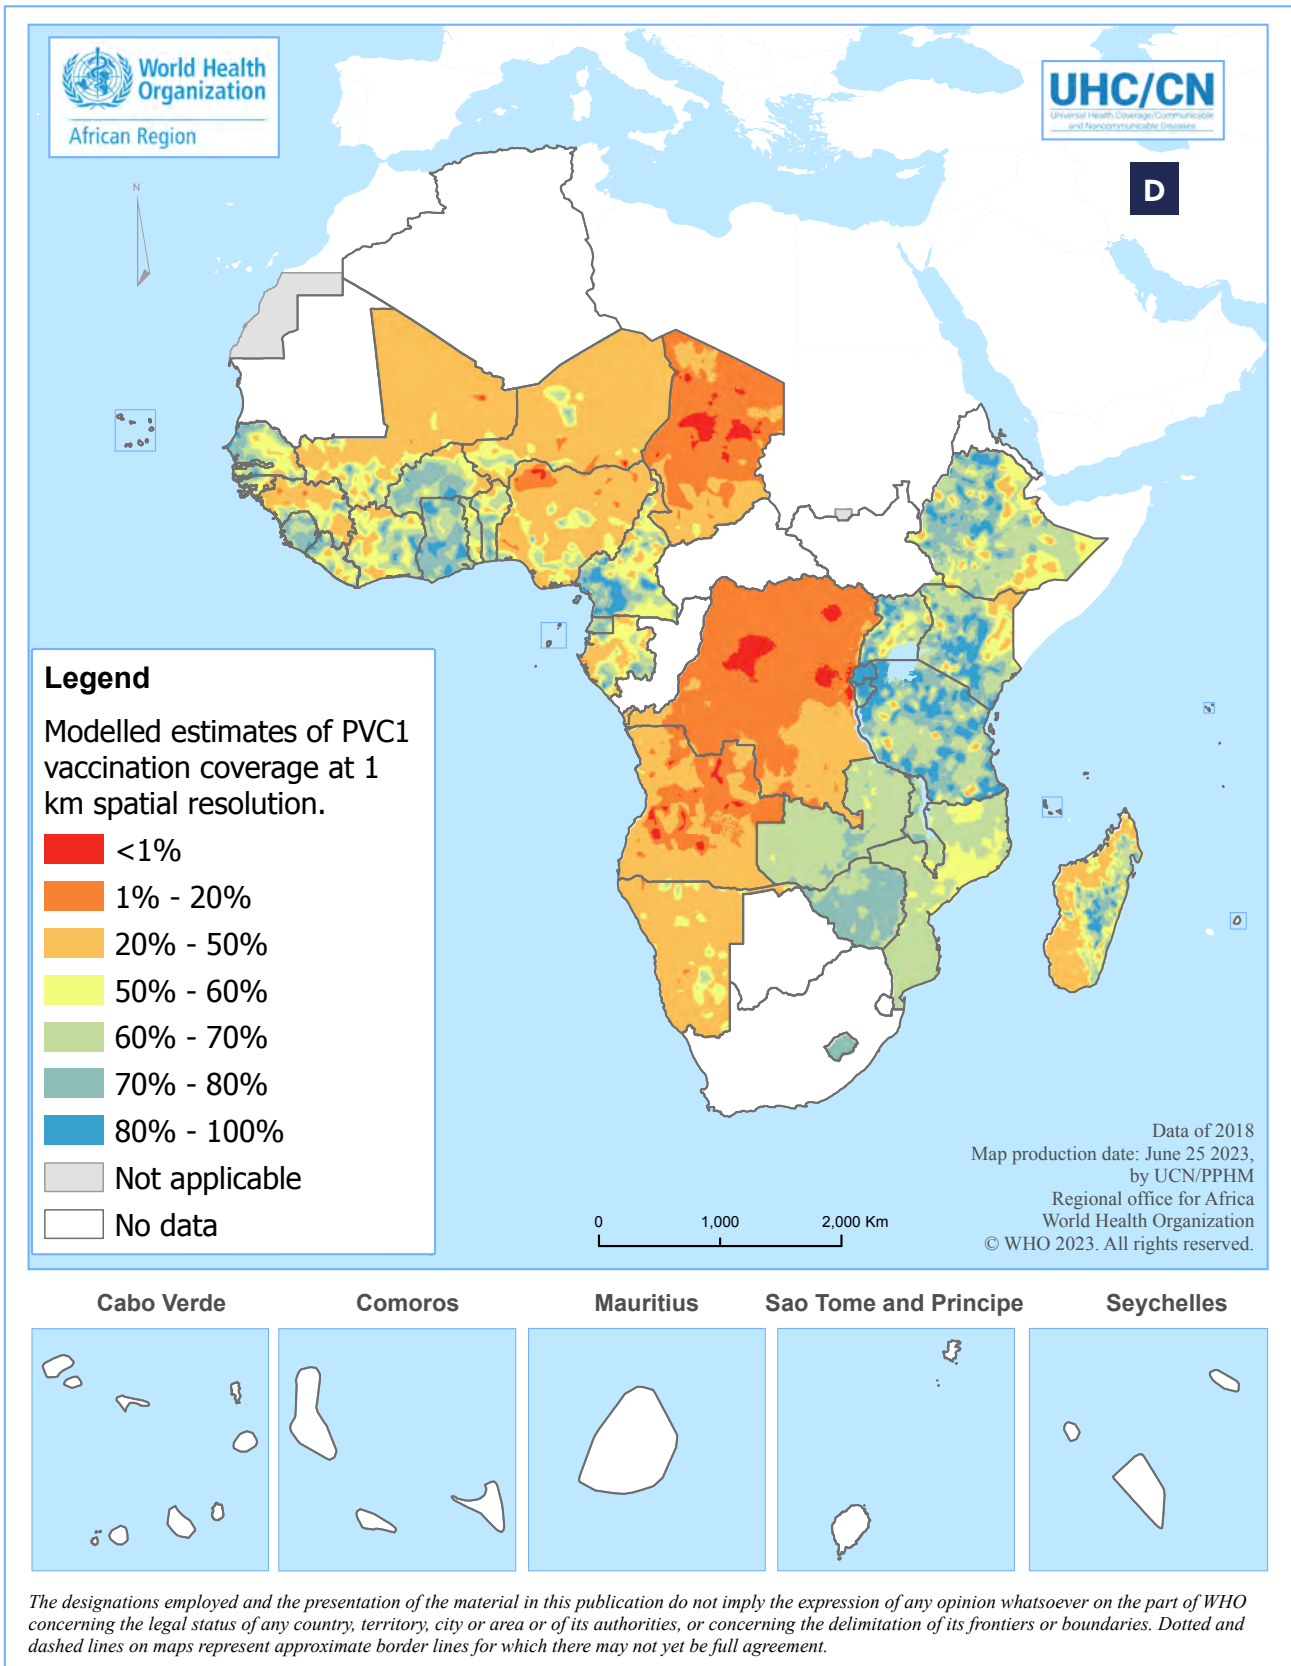 World Health
Organization
African Region
UHC/CN
Universal Health Coverage/Communicable
and Noncommunicable Diseases
D
N
Legend
Modelled estimates of PVC1
vaccination coverage at 1
km spatial resolution.
<1%
1% - 20%
20% - 50%
50% - 60%
60% - 70%
70% - 80%
80% - 100%
Not applicable
No data
0 1,000 2,000 Km
Data of 2018
Map production date: June 25 2023,
by UCN/PPHM
Regional office for Africa
World Health Organization
© WHO 2023. All rights reserved.
Cabo Verde Comoros Mauritius Sao Tome and Principe Seychelles
The designations employed and the presentation of the material in this publication do not imply the expression of any opinion whatsoever on the part of WHO
concerning the legal status of any country, territory, city or area or of its authorities, or concerning the delimitation of its frontiers or boundaries. Dotted and
dashed lines on maps represent approximate border lines for which there may not yet be full agreement.